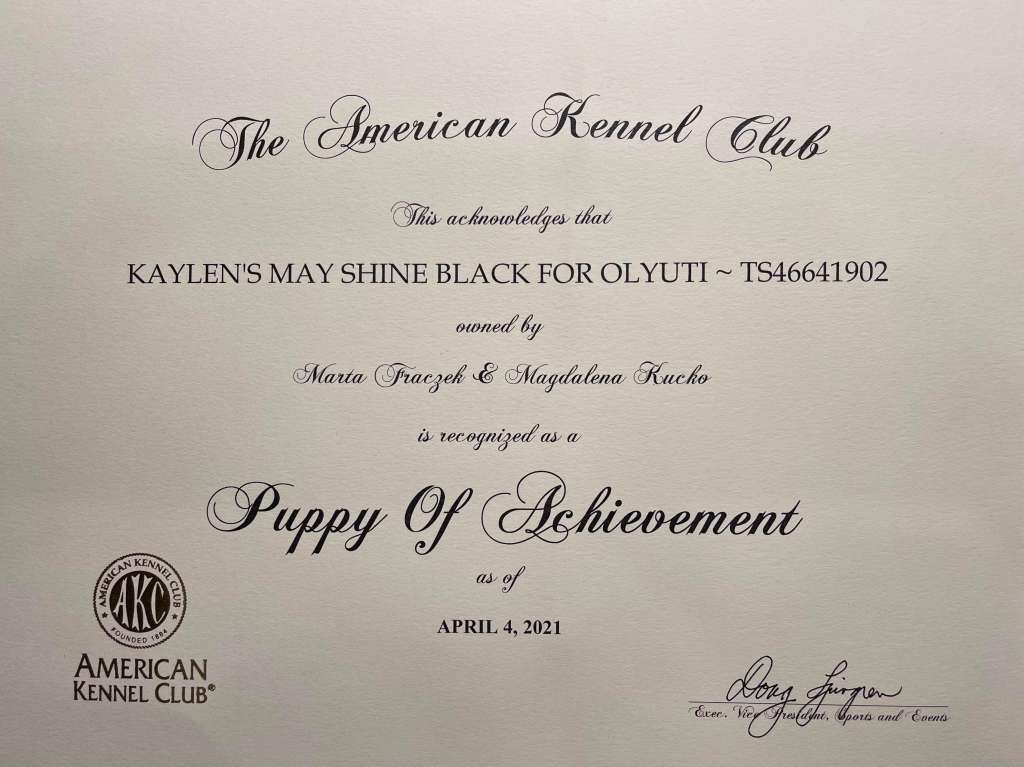 The American Kennel Club
This acknowledges that
KAYLEN'S MAY SHINE BLACK FOR OLYUTI ~ TS46641902
owned by
Marta Fraczek & Magdalena Kucko
is recognized as a
Puppy Of Achievement
as of
APRIL 4, 2021
AMERICAN KENNEL CLUB
AKC
FOUNDED 1884
AMERICAN
KENNEL CLUB®
Doug Ljungren
Exec. Vice President, Sports and Events